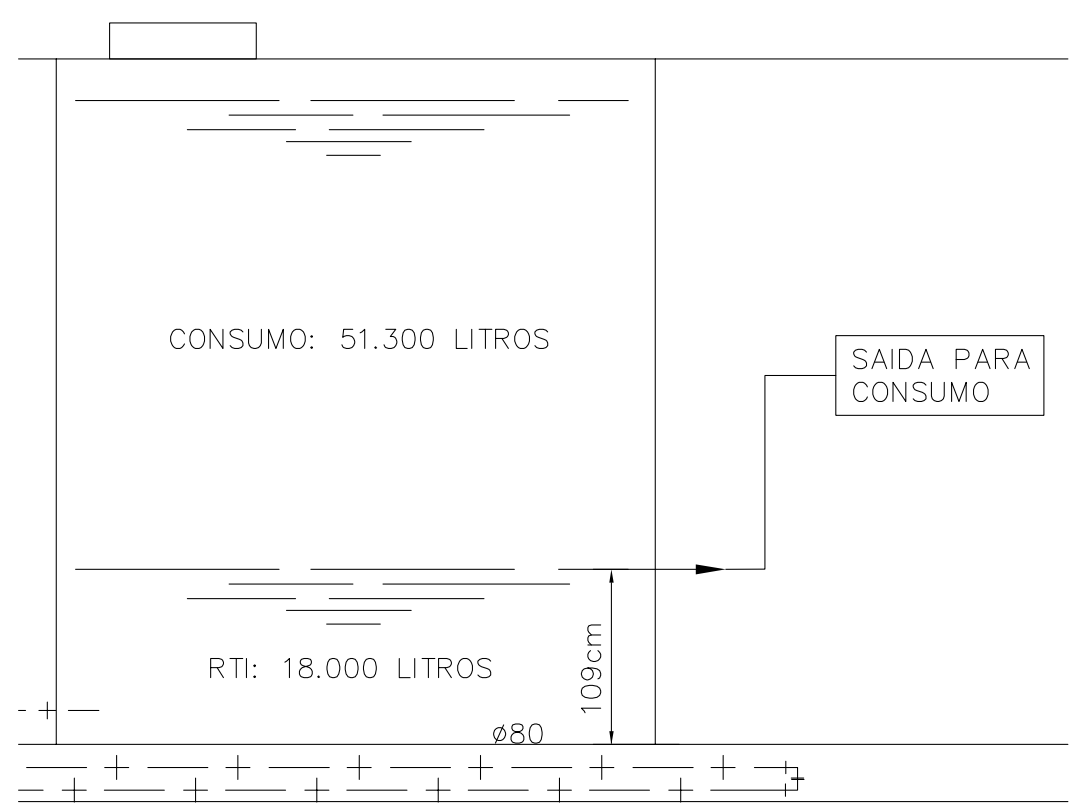 CONSUMO: 51.300 LITROS
SAIDA PARA
CONSUMO
RTI: 18.000 LITROS
109cm
ø80